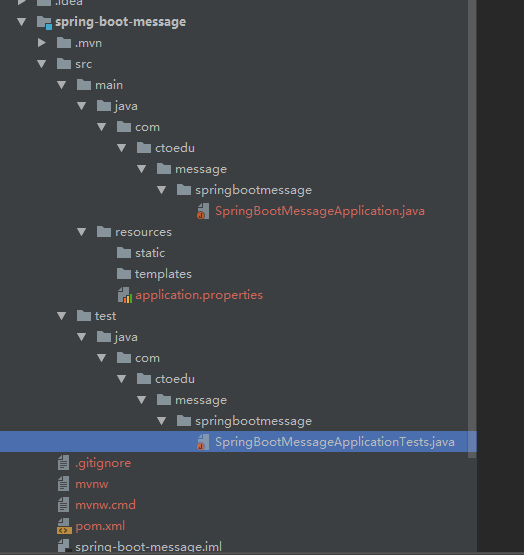 .idea
spring-boot-message
.mvn
src
main
java
com
ctoedu
message
springbootmessage
SpringBootMessageApplication.java
resources
static
templates
application.properties
test
java
com
ctoedu
message
springbootmessage
SpringBootMessageApplicationTests.java
.gitignore
mvnw
mvnw.cmd
pom.xml
spring-boot-message.iml